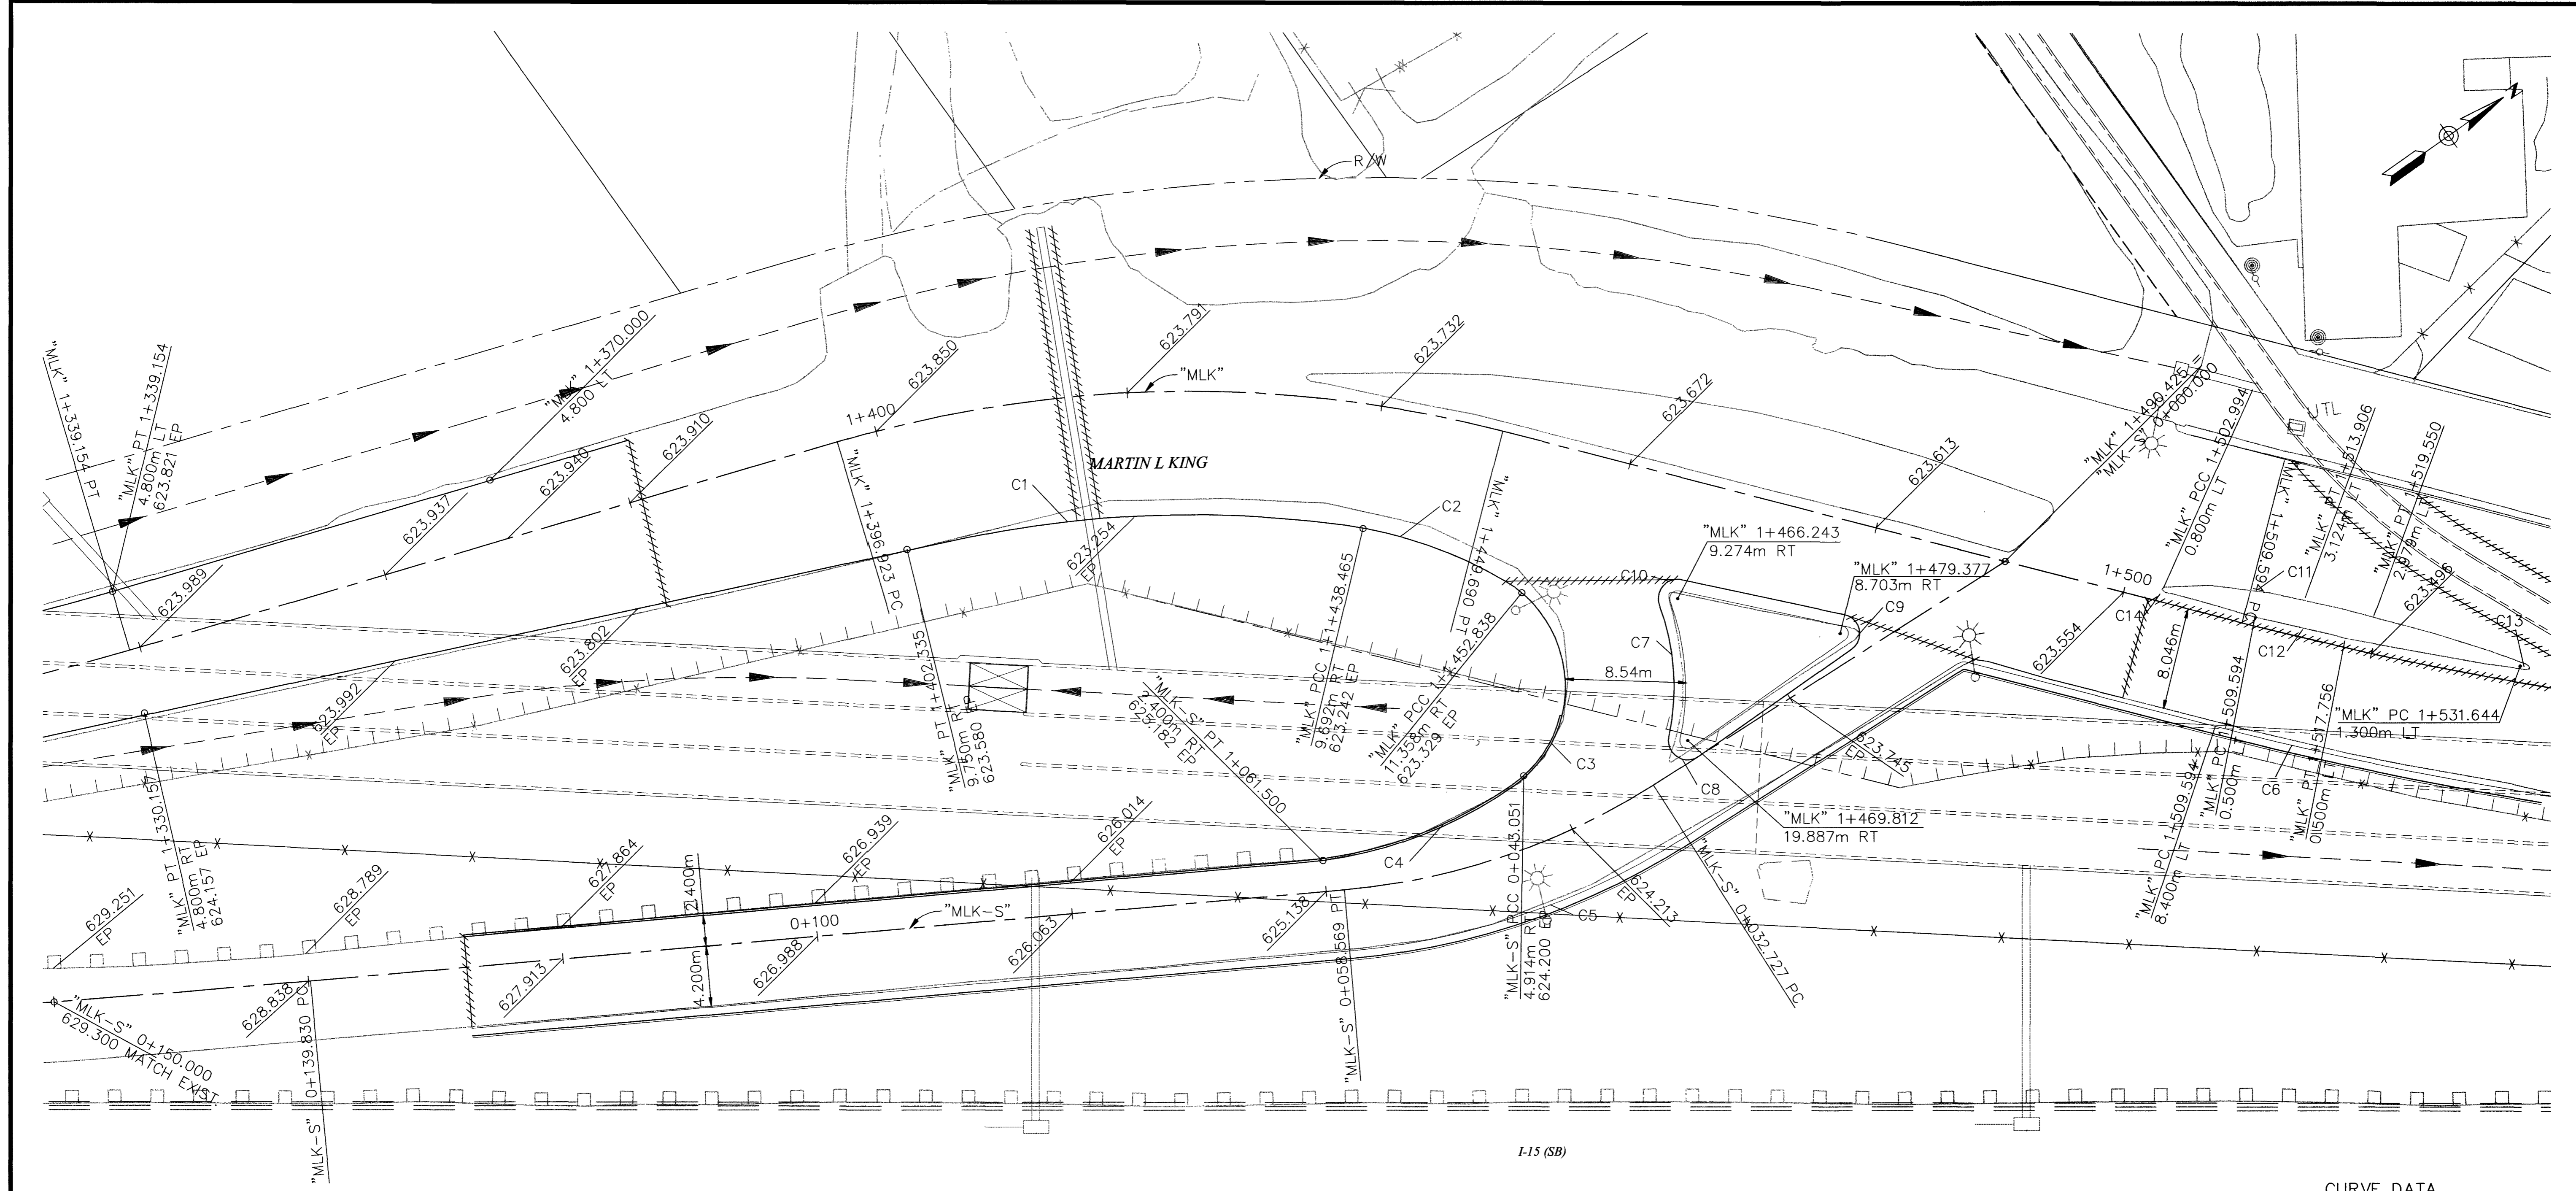 R/W
N
"MLK" 1+339.154 PT
"MLK" PT 1+339.154
4.800m LT
623.821 EP
"MLK" 1+370.000
4.800 LT
623.850
623.791
"MLK"
623.732
623.672
623.613
"MLK" 1+490.425 =
"MLK-S" 0+000.000
UTL
1+400
623.910
623.940
623.937
623.989
"MLK" 1+396.923 PC
MARTIN L KING
C1
C2
623.254
EP
"MLK" 1+449.690 PT
"MLK" 1+466.243
9.274m RT
"MLK" 1+479.377
8.703m RT
C10
C9
C7
8.54m
C8
1+500
"MLK" PCC 1+502.994
0.800m LT
"MLK" 1+509.594 PC
C11
"MLK" PT 1+513.906
3.124m LT
"MLK" PT 1+519.550
2.979m LT
623.496
C13
C14
C12
623.554
8.046m
"MLK" PC 1+531.644
1.300m LT
623.802
EP
623.992
EP
"MLK" PT 1+402.335
9.750m RT
623.580 EP
"MLK-S" PT 1+061.500
2.400m RT
625.182
EP
"MLK" PCC 1+1+438.465
9.692m RT
623.242 EP
"MLK" PCC 1+1+452.838
11.358m RT
623.329 EP
C3
C4
623.745
EP
"MLK" 1+469.812
19.887m RT
"MLK" PC 1+509.594
8.400m LT
"MLK" PC 1+509.594
0.500m LT
"MLK" PT 1+517.756
0.500m LT
C6
"MLK" PT 1+330.157
4.800m RT
624.157 EP
629.251
EP
628.789
EP
627.864
EP
626.939
EP
626.014
EP
2.400m
0+100
"MLK-S"
4.200m
627.913
626.988
626.063
625.138
"MLK-S" 0+058.569 PT
"MLK-S" PCC 0+043.051
4.914m RT
624.200 EP
C5
624.213
EP
"MLK-S" 0+032.727 PC
628.838
"MLK-S" 0+139.830 PC
"MLK-S" 0+150.000
629.300 MATCH EXIST.
I-15 (SB)
CURVE DATA